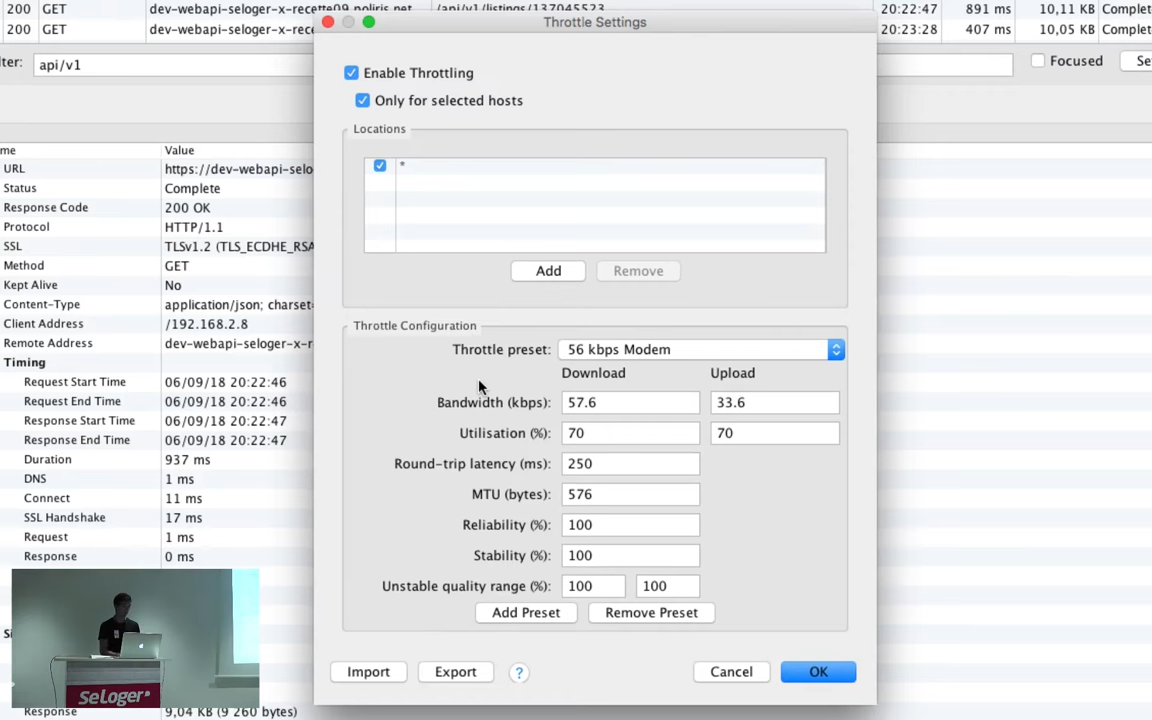 200 GET dev-webapi-seloger-x-recette09.poliris.net /api/v1/listings/137045523 20:22:47 891 ms 10,11 KB Complet
200 GET dev-webapi-seloger-x-rece 20:23:28 407 ms 10,05 KB Complet
Throttle Settings
lter: api/v1 Focused Se
Enable Throttling
Only for selected hosts
Locations
*
Add Remove
Throttle Configuration
Throttle preset: 56 kbps Modem
Download Upload
Bandwidth (kbps): 57.6 33.6
Utilisation (%): 70 70
Round-trip latency (ms): 250
MTU (bytes): 576
Reliability (%): 100
Stability (%): 100
Unstable quality range (%): 100 100
Add Preset Remove Preset
Import Export ? Cancel OK
me Value
URL https://dev-webapi-selo
Status Complete
Response Code 200 OK
Protocol HTTP/1.1
SSL TLSv1.2 (TLS_ECDHE_RSA
Method GET
Kept Alive No
Content-Type application/json; charset=
Client Address /192.168.2.8
Remote Address dev-webapi-seloger-x-r
Timing
Request Start Time 06/09/18 20:22:46
Request End Time 06/09/18 20:22:46
Response Start Time 06/09/18 20:22:47
Response End Time 06/09/18 20:22:47
Duration 937 ms
DNS 1 ms
Connect 11 ms
SSL Handshake 17 ms
Request 1 ms
Response 0 ms
Si
SeLoger
Response 9,04 KB (9 260 bytes)